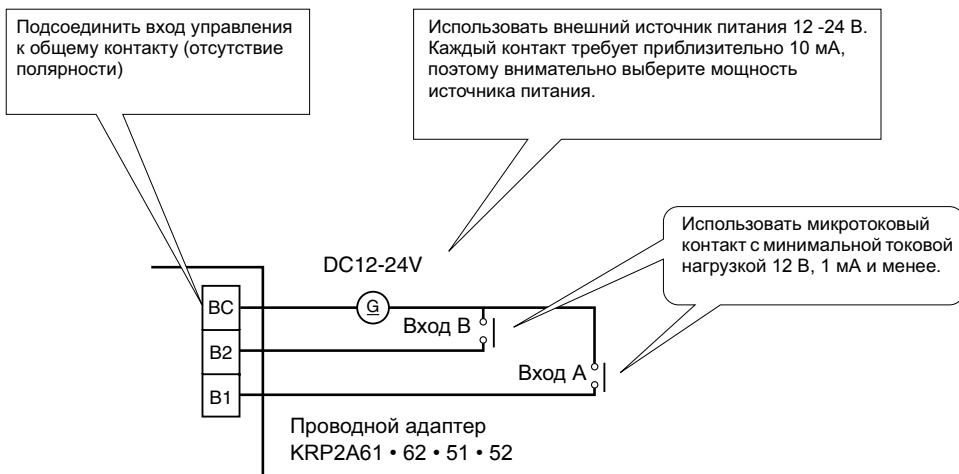 Подсоединить вход управления
к общему контакту (отсутствие
полярности)
Использовать внешний источник питания 12 -24 В.
Каждый контакт требует приблизительно 10 мА,
поэтому внимательно выберите мощность
источника питания.
Использовать микротоковый
контакт с минимальной токовой
нагрузкой 12 В, 1 мА и менее.
DC12-24V
BC
G
Вход B
B2
Вход A
B1
Проводной адаптер
KRP2A61 • 62 • 51 • 52